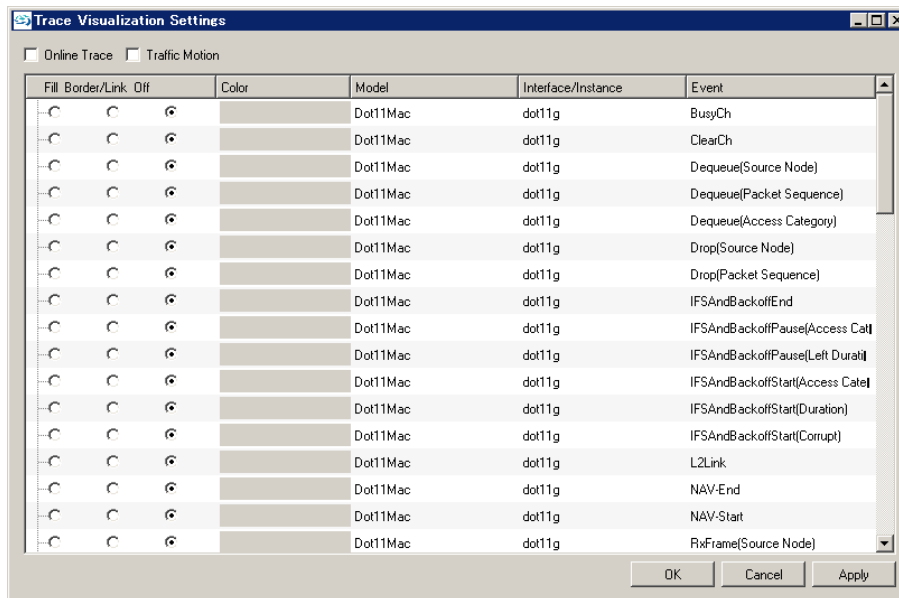 Trace Visualization Settings
Online Trace Traffic Motion
Fill Border/Link Off Color Model Interface/Instance Event
Dot11Mac dot11g BusyCh
Dot11Mac dot11g ClearCh
Dot11Mac dot11g Dequeue(Source Node)
Dot11Mac dot11g Dequeue(Packet Sequence)
Dot11Mac dot11g Dequeue(Access Category)
Dot11Mac dot11g Drop(Source Node)
Dot11Mac dot11g Drop(Packet Sequence)
Dot11Mac dot11g IFSAndBackoffEnd
Dot11Mac dot11g IFSAndBackoffPause(Access Cat
Dot11Mac dot11g IFSAndBackoffPause(Left Durati
Dot11Mac dot11g IFSAndBackoffStart(Access Cate
Dot11Mac dot11g IFSAndBackoffStart(Duration)
Dot11Mac dot11g IFSAndBackoffStart(Corrupt)
Dot11Mac dot11g L2Link
Dot11Mac dot11g NAV-End
Dot11Mac dot11g NAV-Start
Dot11Mac dot11g RxFrame(Source Node)
OK Cancel Apply